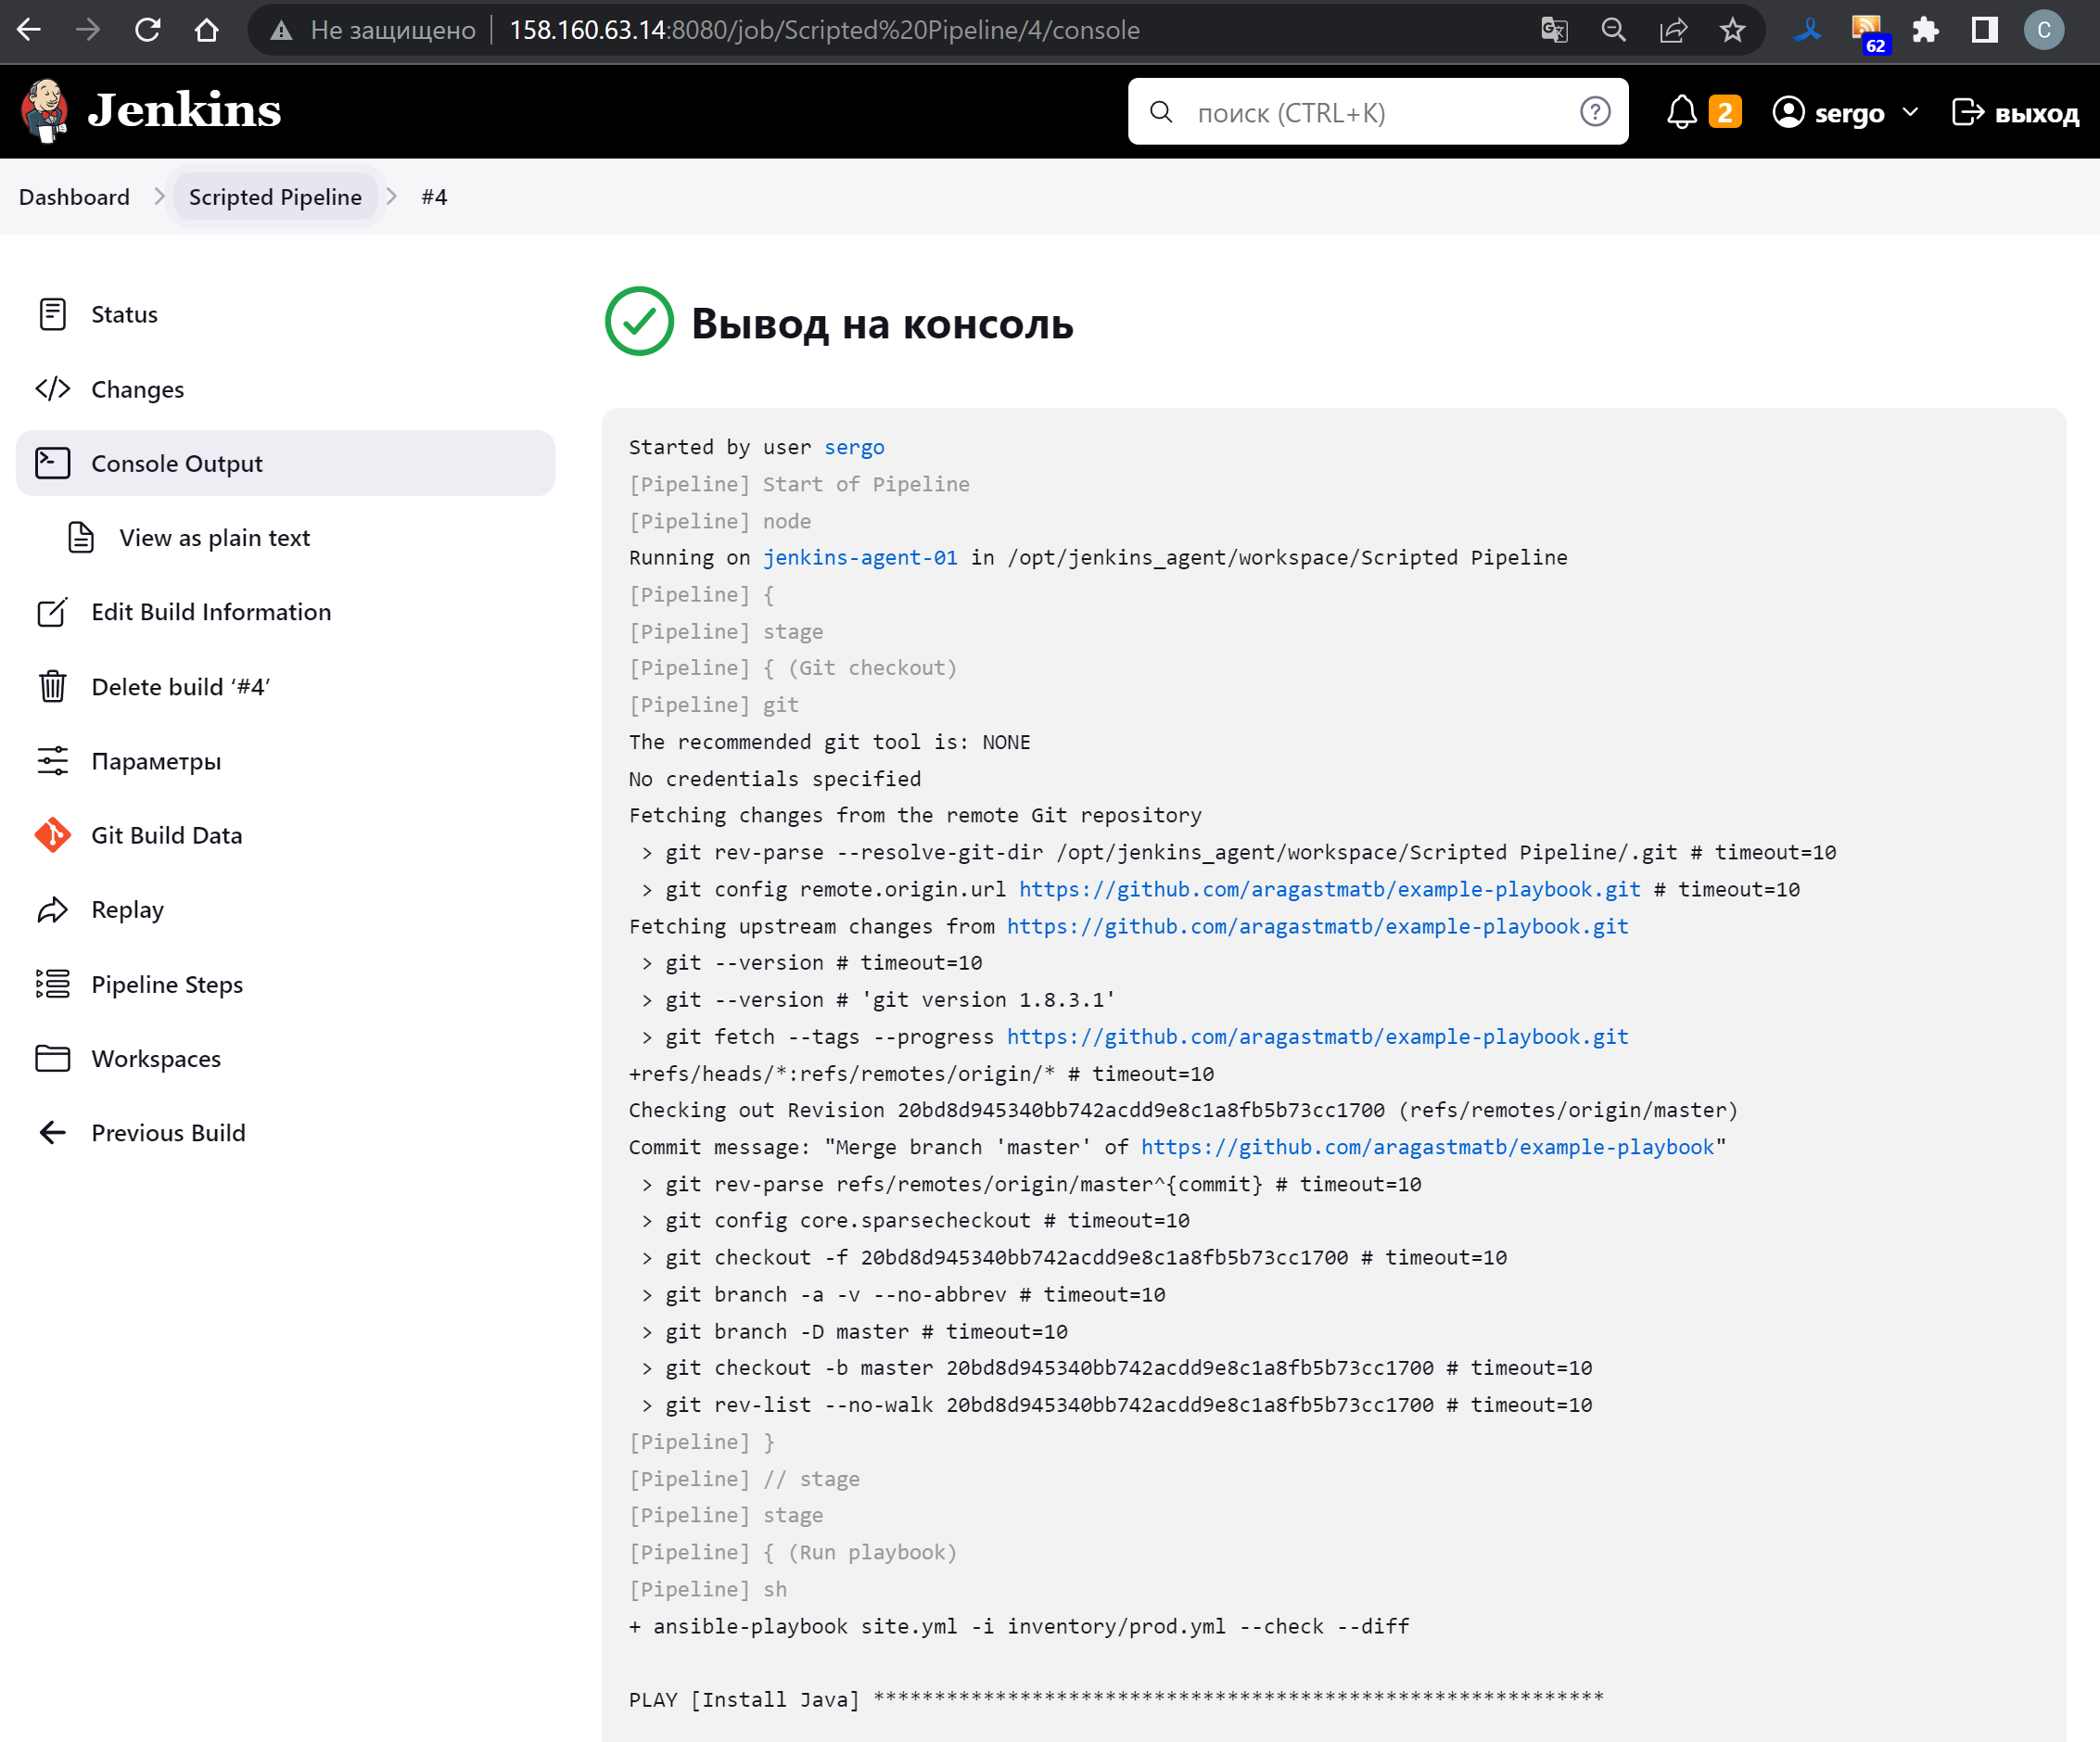 Не защищено 158.160.63.14:8080/job/Scripted%20Pipeline/4/console
62
C
Jenkins
поиск (CTRL+K)
?
2
sergo
выход
Dashboard > Scripted Pipeline > #4
Status
Changes
Console Output
View as plain text
Edit Build Information
Delete build ‘#4’
Параметры
Git Build Data
Replay
Pipeline Steps
Workspaces
Previous Build
Вывод на консоль
Started by user sergo
[Pipeline] Start of Pipeline
[Pipeline] node
Running on jenkins-agent-01 in /opt/jenkins_agent/workspace/Scripted Pipeline
[Pipeline] {
[Pipeline] stage
[Pipeline] { (Git checkout)
[Pipeline] git
The recommended git tool is: NONE
No credentials specified
Fetching changes from the remote Git repository
 > git rev-parse --resolve-git-dir /opt/jenkins_agent/workspace/Scripted Pipeline/.git # timeout=10
 > git config remote.origin.url https://github.com/aragastmatb/example-playbook.git # timeout=10
Fetching upstream changes from https://github.com/aragastmatb/example-playbook.git
 > git --version # timeout=10
 > git --version # 'git version 1.8.3.1'
 > git fetch --tags --progress https://github.com/aragastmatb/example-playbook.git
+refs/heads/*:refs/remotes/origin/* # timeout=10
Checking out Revision 20bd8d945340bb742acdd9e8c1a8fb5b73cc1700 (refs/remotes/origin/master)
Commit message: "Merge branch 'master' of https://github.com/aragastmatb/example-playbook"
 > git rev-parse refs/remotes/origin/master^{commit} # timeout=10
 > git config core.sparsecheckout # timeout=10
 > git checkout -f 20bd8d945340bb742acdd9e8c1a8fb5b73cc1700 # timeout=10
 > git branch -a -v --no-abbrev # timeout=10
 > git branch -D master # timeout=10
 > git checkout -b master 20bd8d945340bb742acdd9e8c1a8fb5b73cc1700 # timeout=10
 > git rev-list --no-walk 20bd8d945340bb742acdd9e8c1a8fb5b73cc1700 # timeout=10
[Pipeline] }
[Pipeline] // stage
[Pipeline] stage
[Pipeline] { (Run playbook)
[Pipeline] sh
+ ansible-playbook site.yml -i inventory/prod.yml --check --diff
PLAY [Install Java] ************************************************************